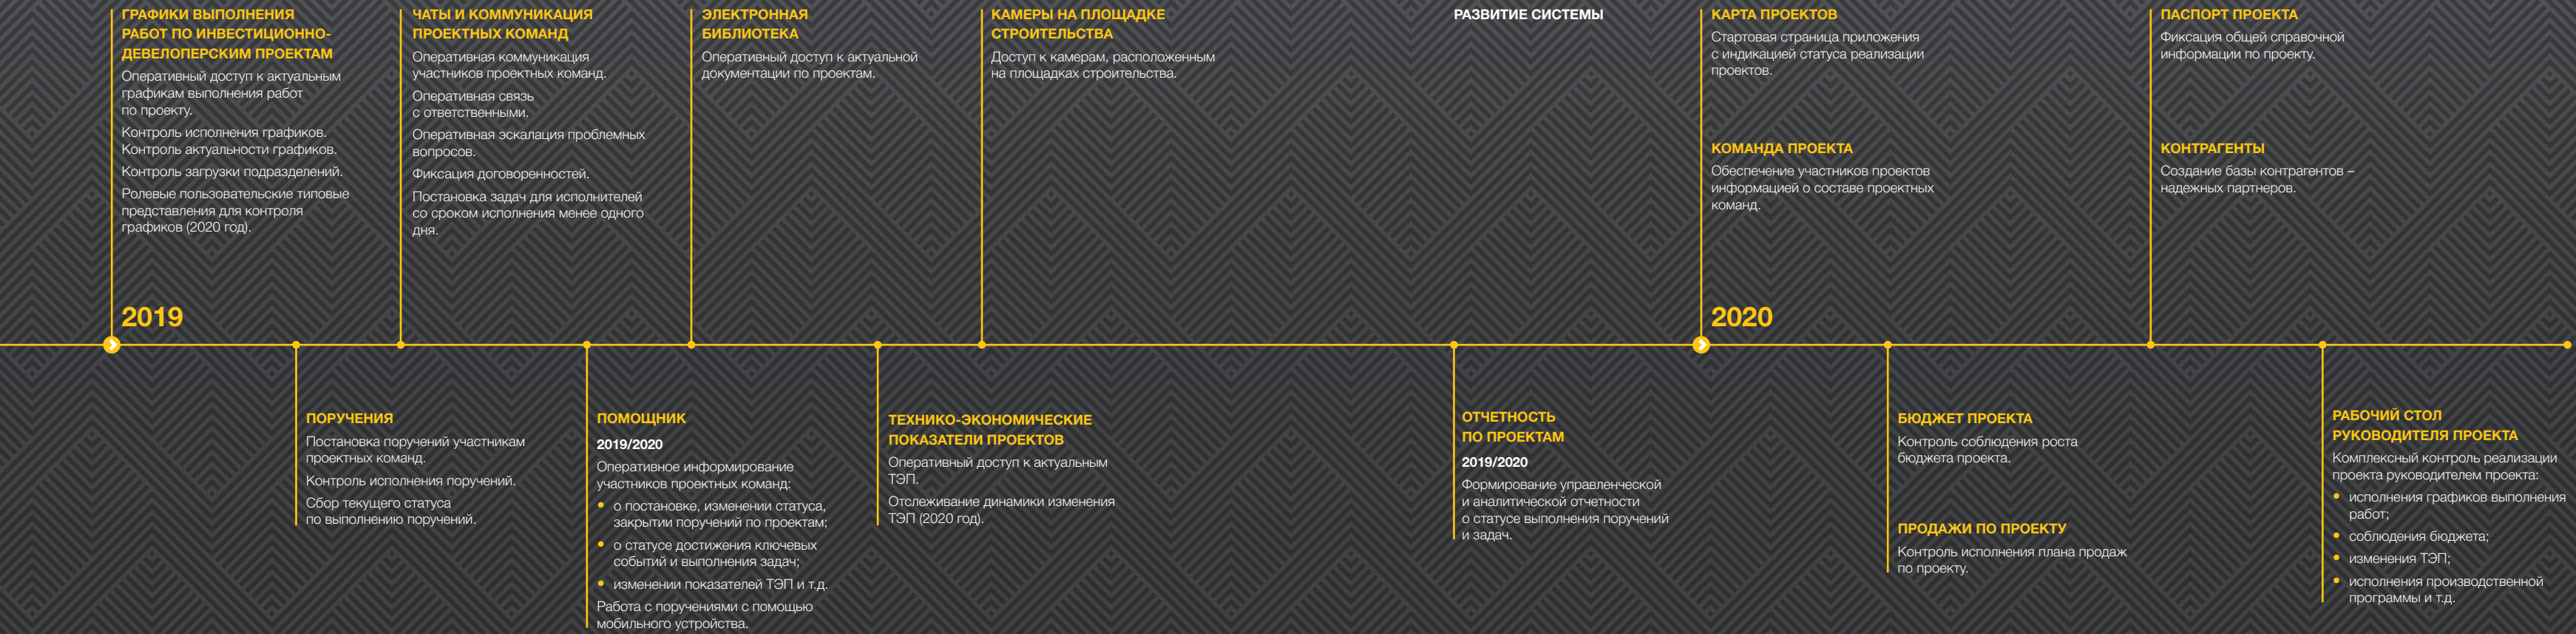 ГРАФИКИ ВЫПОЛНЕНИЯ
РАБОТ ПО ИНВЕСТИЦИОННО-
ДЕВЕЛОПЕРСКИМ ПРОЕКТАМ
Оперативный доступ к актуальным
графикам выполнения работ
по проекту.
Контроль исполнения графиков.
Контроль актуальности графиков.
Контроль загрузки подразделений.
Ролевые пользовательские типовые
представления для контроля
графиков (2020 год).
ЧАТЫ И КОММУНИКАЦИЯ
ПРОЕКТНЫХ КОМАНД
Оперативная коммуникация
участников проектных команд.
Оперативная связь
с ответственными.
Оперативная эскалация проблемных
вопросов.
Фиксация договоренностей.
Постановка задач для исполнителей
со сроком исполнения менее одного
дня.
ЭЛЕКТРОННАЯ
БИБЛИОТЕКА
Оперативный доступ к актуальной
документации по проектам.
КАМЕРЫ НА ПЛОЩАДКЕ
СТРОИТЕЛЬСТВА
Доступ к камерам, расположенным
на площадках строительства.
РАЗВИТИЕ СИСТЕМЫ
КАРТА ПРОЕКТОВ
Стартовая страница приложения
с индикацией статуса реализации
проектов.
КОМАНДА ПРОЕКТА
Обеспечение участников проектов
информацией о составе проектных
команд.
ПАСПОРТ ПРОЕКТА
Фиксация общей справочной
информации по проекту.
КОНТРАГЕНТЫ
Создание базы контрагентов –
надежных партнеров.
2019
2020
ПОРУЧЕНИЯ
Постановка поручений участникам
проектных команд.
Контроль исполнения поручений.
Сбор текущего статуса
по выполнению поручений.
ПОМОЩНИК
2019/2020
Оперативное информирование
участников проектных команд:
• о постановке, изменении статуса,
закрытии поручений по проектам;
• о статусе достижения ключевых
событий и выполнения задач;
• изменении показателей ТЭП и т.д.
Работа с поручениями с помощью
мобильного устройства.
ТЕХНИКО-ЭКОНОМИЧЕСКИЕ
ПОКАЗАТЕЛИ ПРОЕКТОВ
Оперативный доступ к актуальным
ТЭП.
Отслеживание динамики изменения
ТЭП (2020 год).
ОТЧЕТНОСТЬ
ПО ПРОЕКТАМ
2019/2020
Формирование управленческой
и аналитической отчетности
о статусе выполнения поручений
и задач.
БЮДЖЕТ ПРОЕКТА
Контроль соблюдения роста
бюджета проекта.
ПРОДАЖИ ПО ПРОЕКТУ
Контроль исполнения плана продаж
по проекту.
РАБОЧИЙ СТОЛ
РУКОВОДИТЕЛЯ ПРОЕКТА
Комплексный контроль реализации
проекта руководителем проекта:
• исполнения графиков выполнения
работ;
• соблюдения бюджета;
• изменения ТЭП;
• исполнения производственной
программы и т.д.